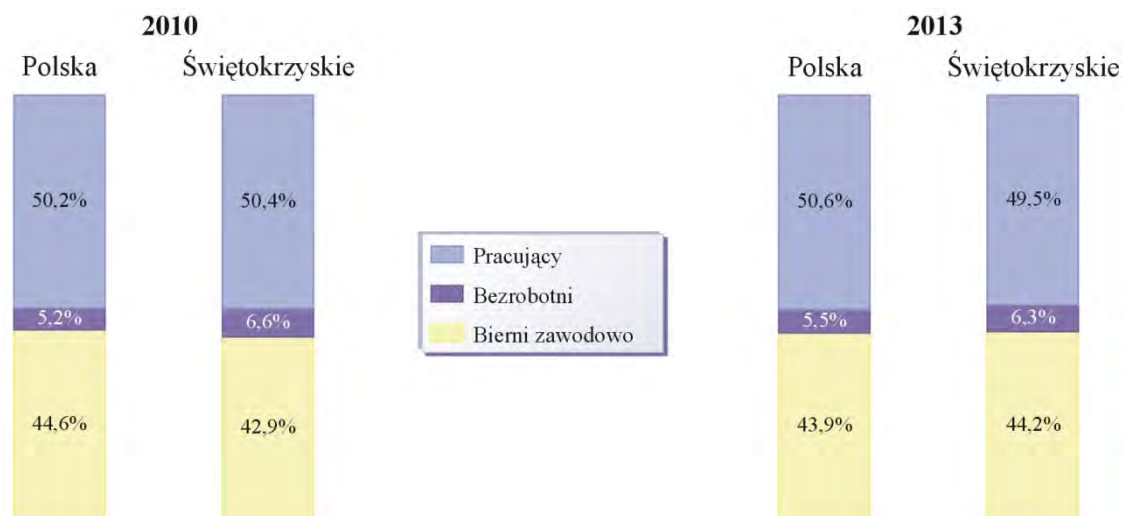 2010
Polska Świętokrzyskie
50,2% 50,4%
5,2% 6,6%
44,6% 42,9%
Pracujący
Bezrobotni
Bierni zawodowo
2013
Polska Świętokrzyskie
50,6% 49,5%
5,5% 6,3%
43,9% 44,2%